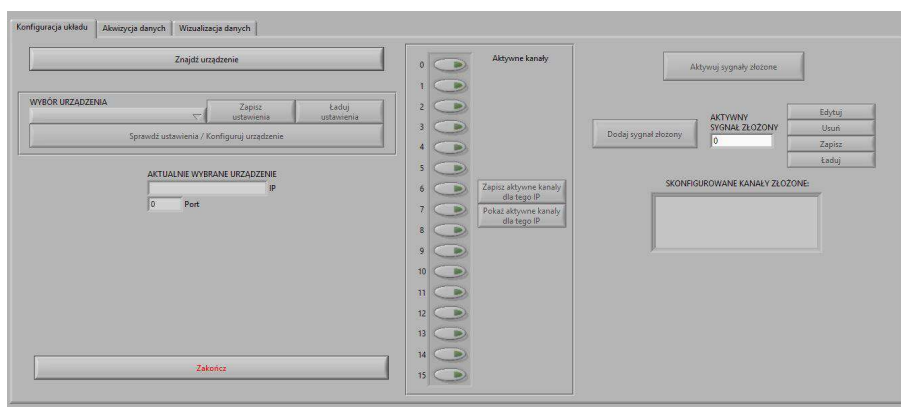 Konfiguracja układu
Akwizycja danych
Wizualizacja danych
Znajdź urządzenie
WYBÓR URZĄDZENIA
Zapisz
ustawienia
Ładuj
ustawienia
Sprawdź ustawienia / Konfiguruj urządzenie
AKTUALNIE WYBRANE URZĄDZENIE
IP
0 Port
Zakończ
Aktywne kanały
0
1
2
3
4
5
6
7
8
9
10
11
12
13
14
15
Zapisz aktywne kanały
dla tego IP
Pokaż aktywne kanały
dla tego IP
Aktywuj sygnały złożone
Dodaj sygnał złożony
AKTYWNY
SYGNAŁ ZŁOŻONY
0
Edytuj
Usuń
Zapisz
Ładuj
SKONFIGUROWANE KANAŁY ZŁOŻONE: